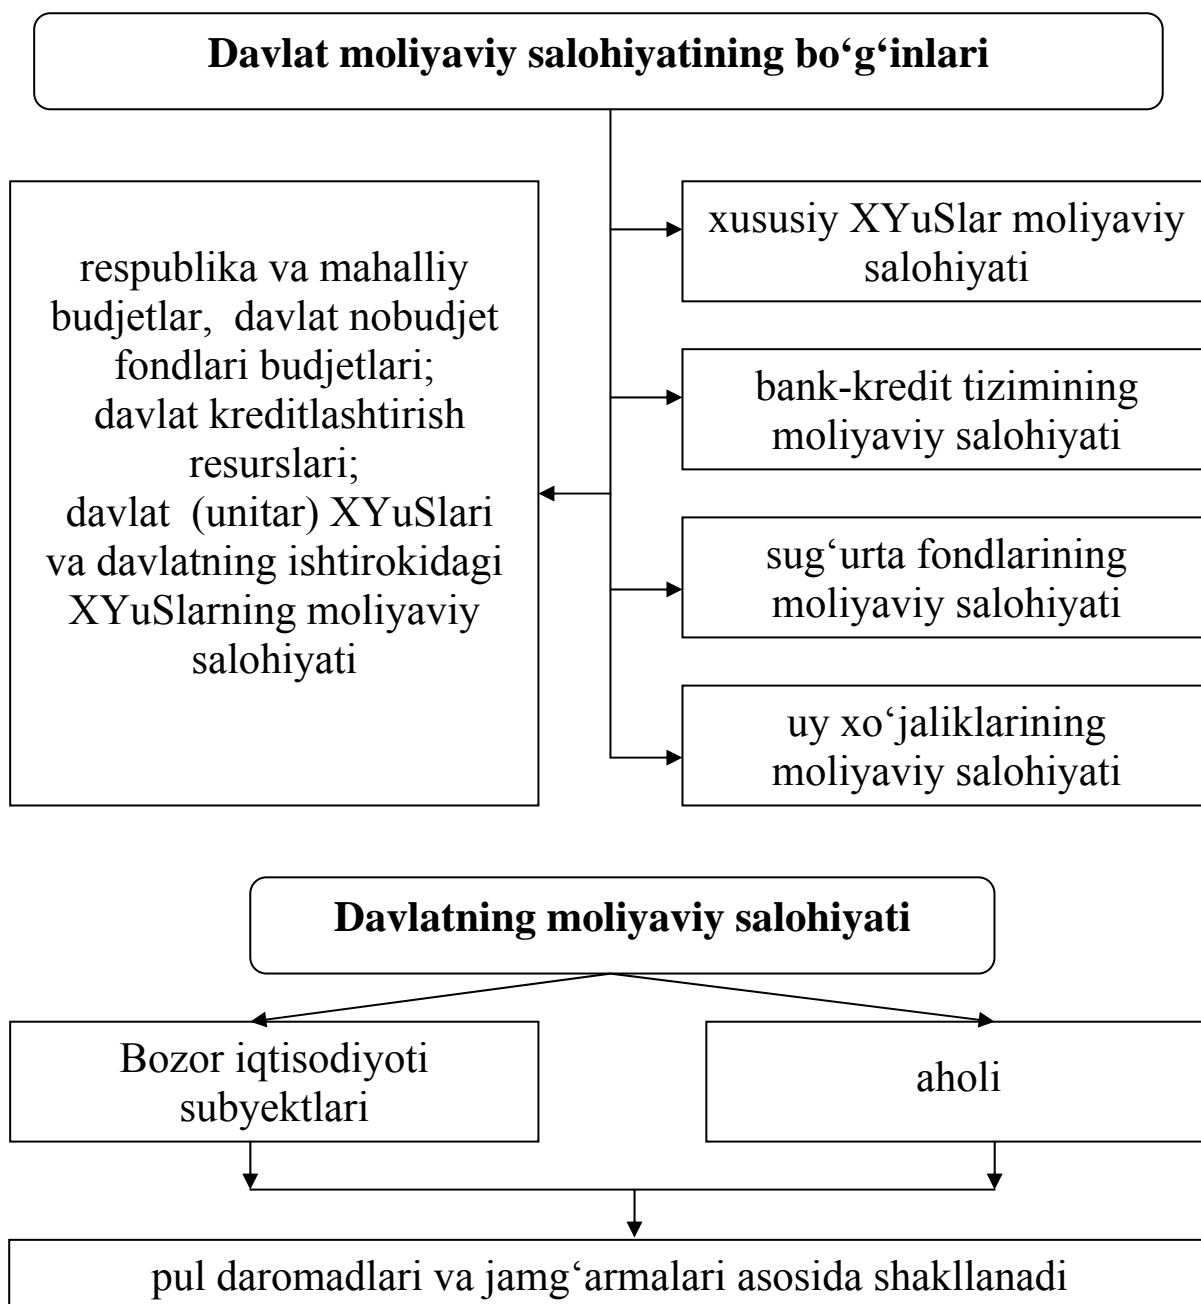 Davlat moliyaviy salohiyatining bo‘g‘inlari
respublika va mahalliy
budjetlar, davlat nobudjet
fondlari budjetlari;
davlat kreditlashtirish
resurslari;
davlat (unitar) XYuSlari
va davlatning ishtirokidagi
XYuSlarning moliyaviy
salohiyati
xususiy XYuSlar moliyaviy
salohiyati
bank-kredit tizimining
moliyaviy salohiyati
sug‘urta fondlarining
moliyaviy salohiyati
uy xo‘jaliklarining
moliyaviy salohiyati
Davlatning moliyaviy salohiyati
Bozor iqtisodiyoti
subyektlari
aholi
pul daromadlari va jamg‘armalari asosida shakllanadi